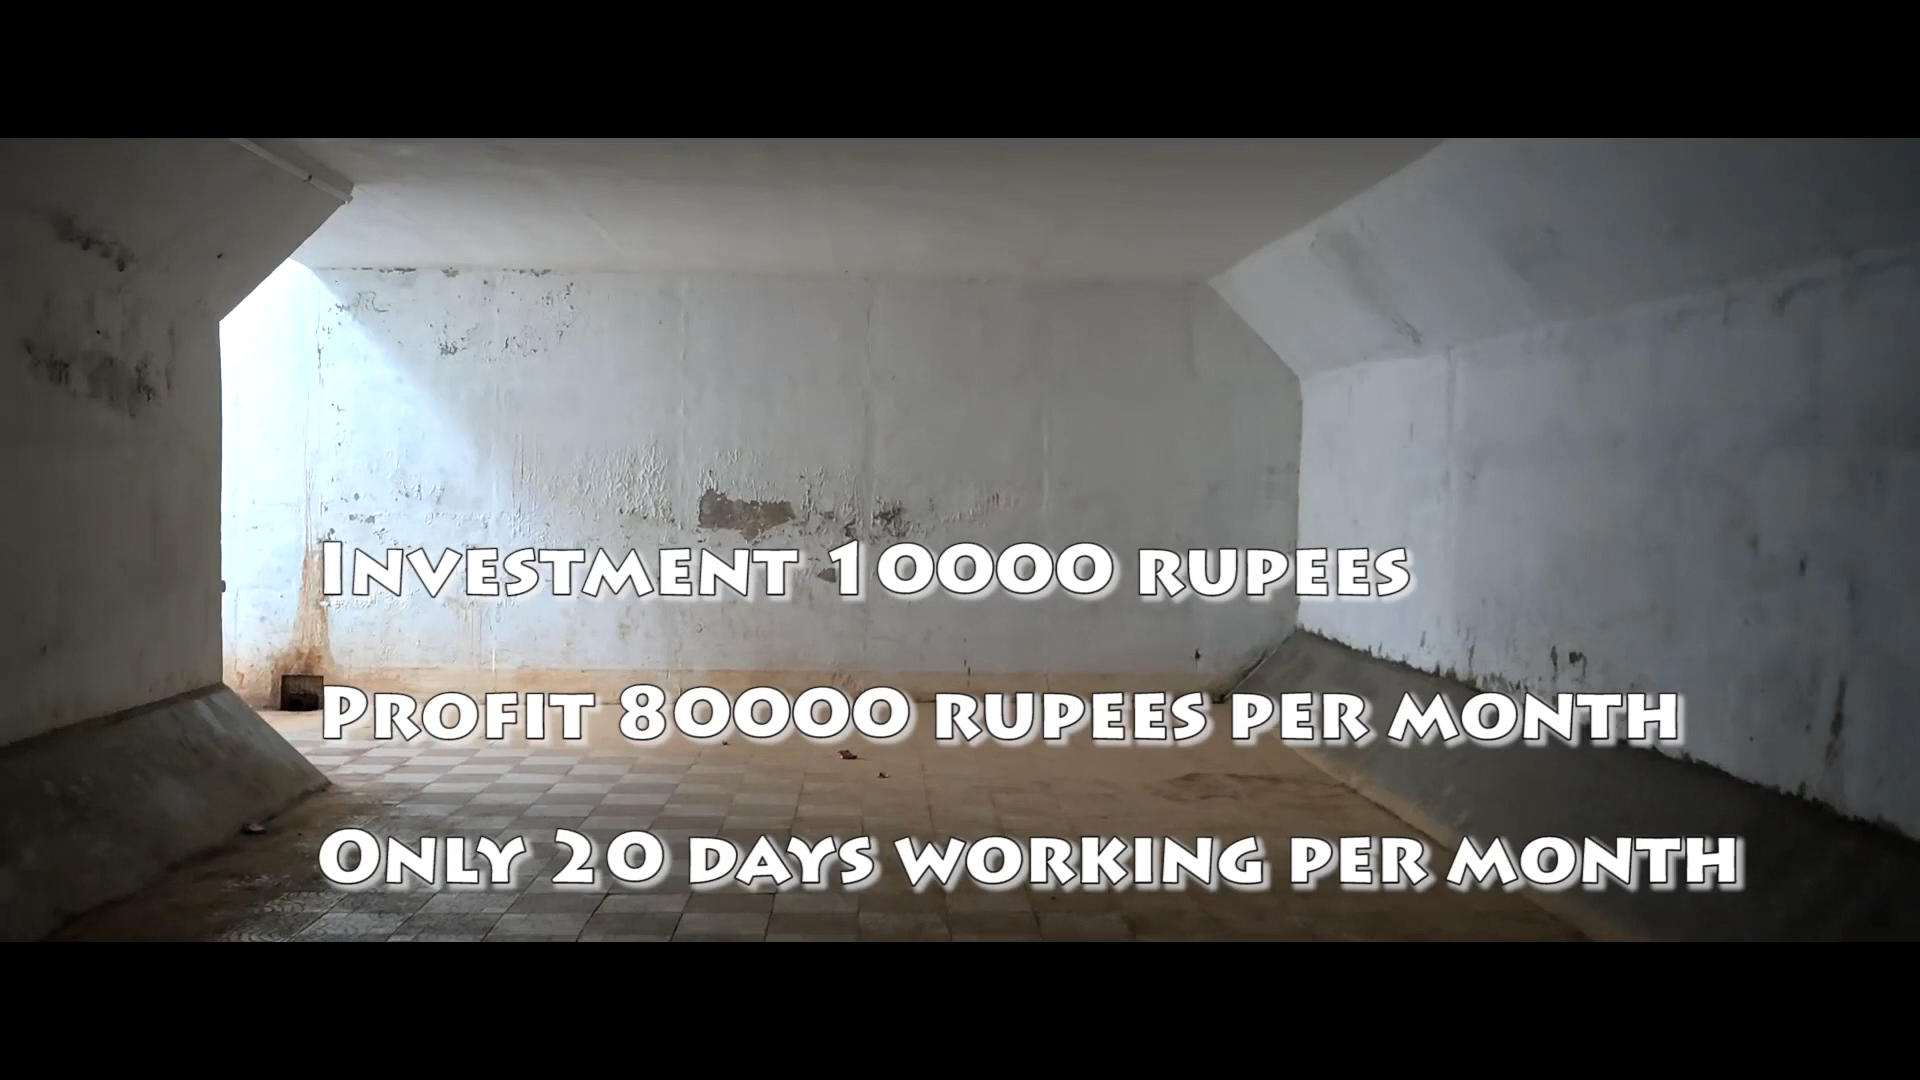 Investment 10000 rupees
Profit 80000 rupees per month
Only 20 days working per month